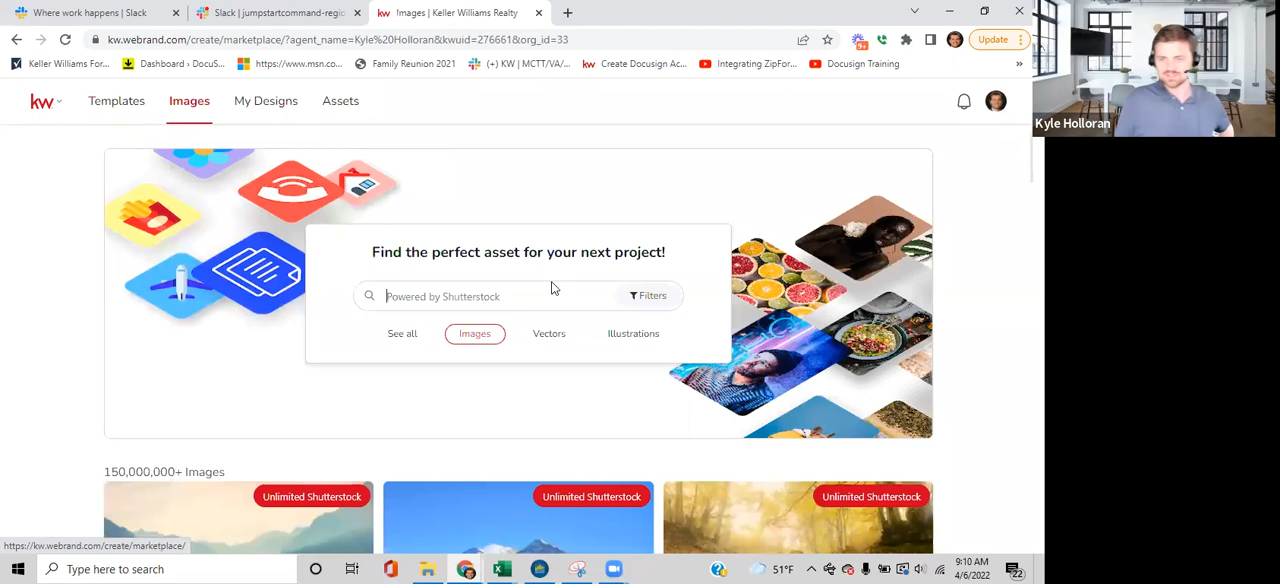 Where work happens | Slack
Slack | jumpstartcommand-regio
Images | Keller Williams Realty
kw.webrand.com/create/marketplace/?agent_name=Kyle%20Holloran&kwuid=276661&org_id=33
9+
Update
Keller Williams For...
Dashboard › DocuS...
https://www.msn.co...
Family Reunion 2021
(+) KW | MCTT/VA/...
Create Docusign Ac...
Integrating ZipFor...
Docusign Training
»
kw
Templates
Images
My Designs
Assets
Kyle Holloran
Find the perfect asset for your next project!
Powered by Shutterstock
Filters
See all
Images
Vectors
Illustrations
150,000,000+ Images
Unlimited Shutterstock
Unlimited Shutterstock
Unlimited Shutterstock
https://kw.webrand.com/create/marketplace/
Type here to search
51°F
9:10 AM
4/6/2022
22